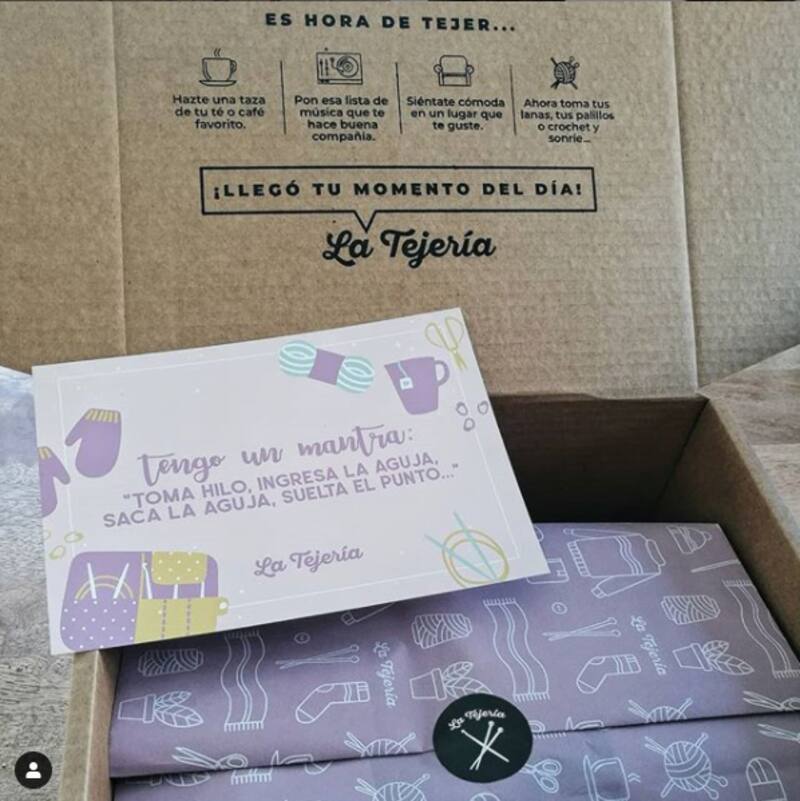 ES HORA DE TEJER...
Hazte una taza
de tu té o café
favorito.
Pon esa lista de
música que te
hace buena
compañia.
Siéntate cómoda
en un lugar que
te guste.
Ahora toma tus
lanas, tus palillos
o crochet y
sonríe...
¡LLEGÓ TU MOMENTO DEL DÍA!
La Tejería
tengo un mantra:
"TOMA HILO, INGRESA LA AGUJA,
SACA LA AGUJA, SUELTA EL PUNTO..."
La Tejería
La Tejería
La Tejería
La Tejería